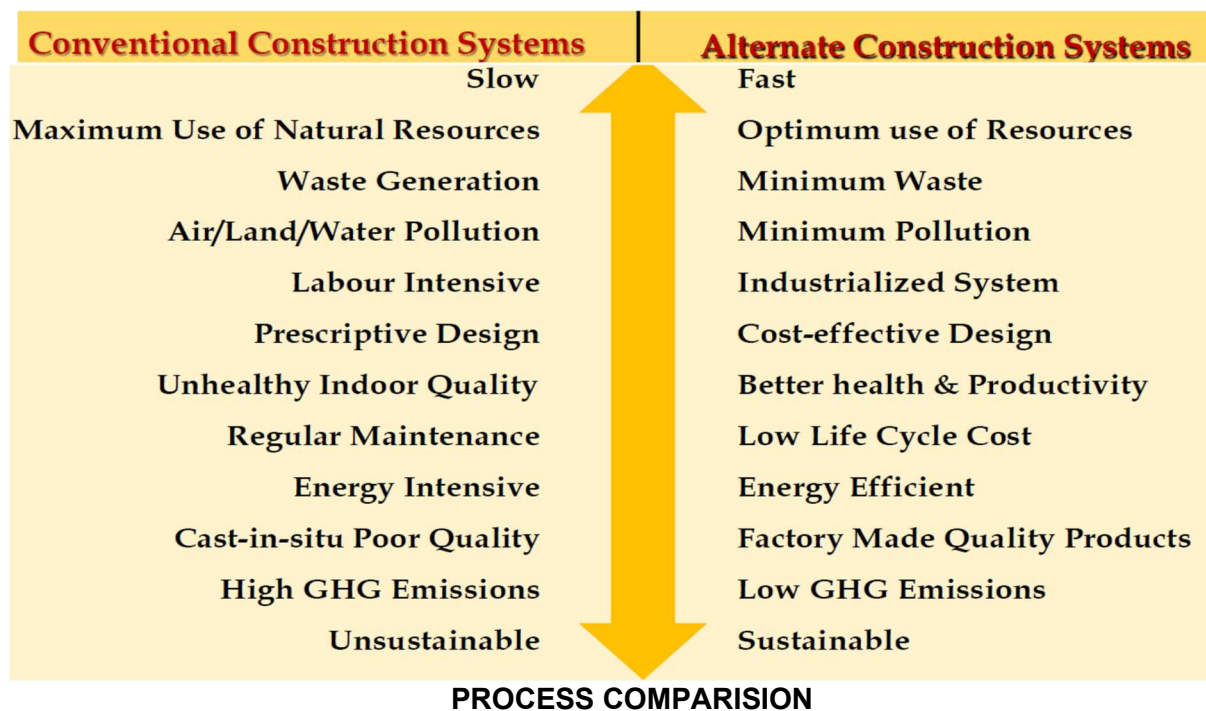 Conventional Construction Systems Alternate Construction Systems
Slow Fast
Maximum Use of Natural Resources Optimum use of Resources
Waste Generation Minimum Waste
Air/Land/Water Pollution Minimum Pollution
Labour Intensive Industrialized System
Prescriptive Design Cost-effective Design
Unhealthy Indoor Quality Better health & Productivity
Regular Maintenance Low Life Cycle Cost
Energy Intensive Energy Efficient
Cast-in-situ Poor Quality Factory Made Quality Products
High GHG Emissions Low GHG Emissions
Unsustainable Sustainable
PROCESS COMPARISION